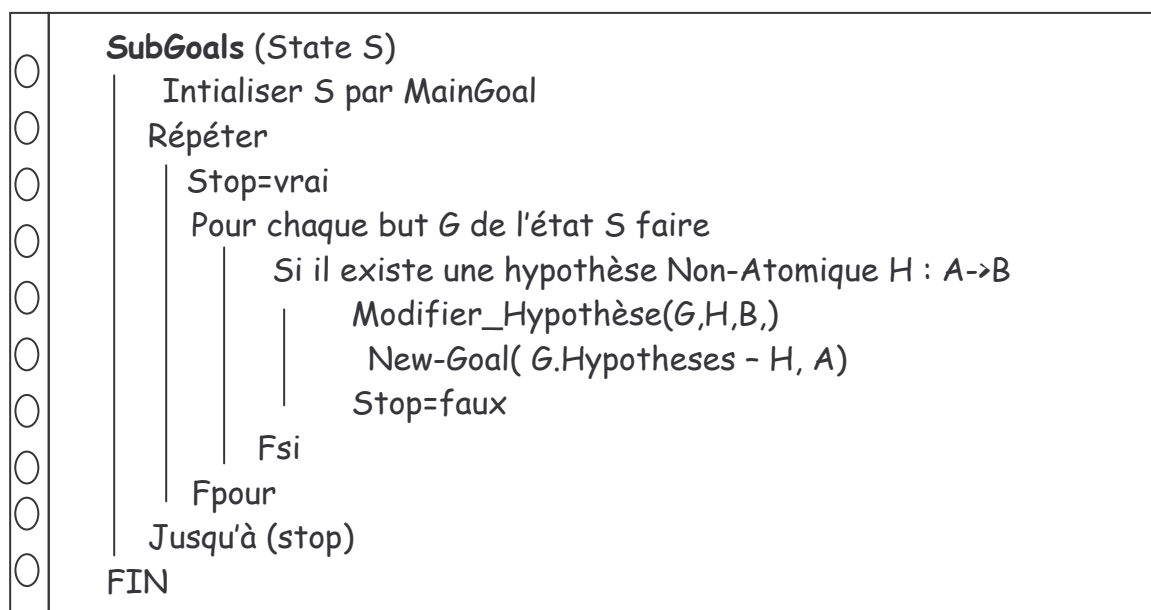 SubGoals (State S)
Intialiser S par MainGoal
Répéter
Stop=vrai
Pour chaque but G de l'état S faire
Si il existe une hypothèse Non-Atomique H : A->B
Modifier_Hypothèse(G,H,B,)
New-Goal( G.Hypotheses – H, A)
Stop=faux
Fsi
Fpour
Jusqu'à (stop)
FIN